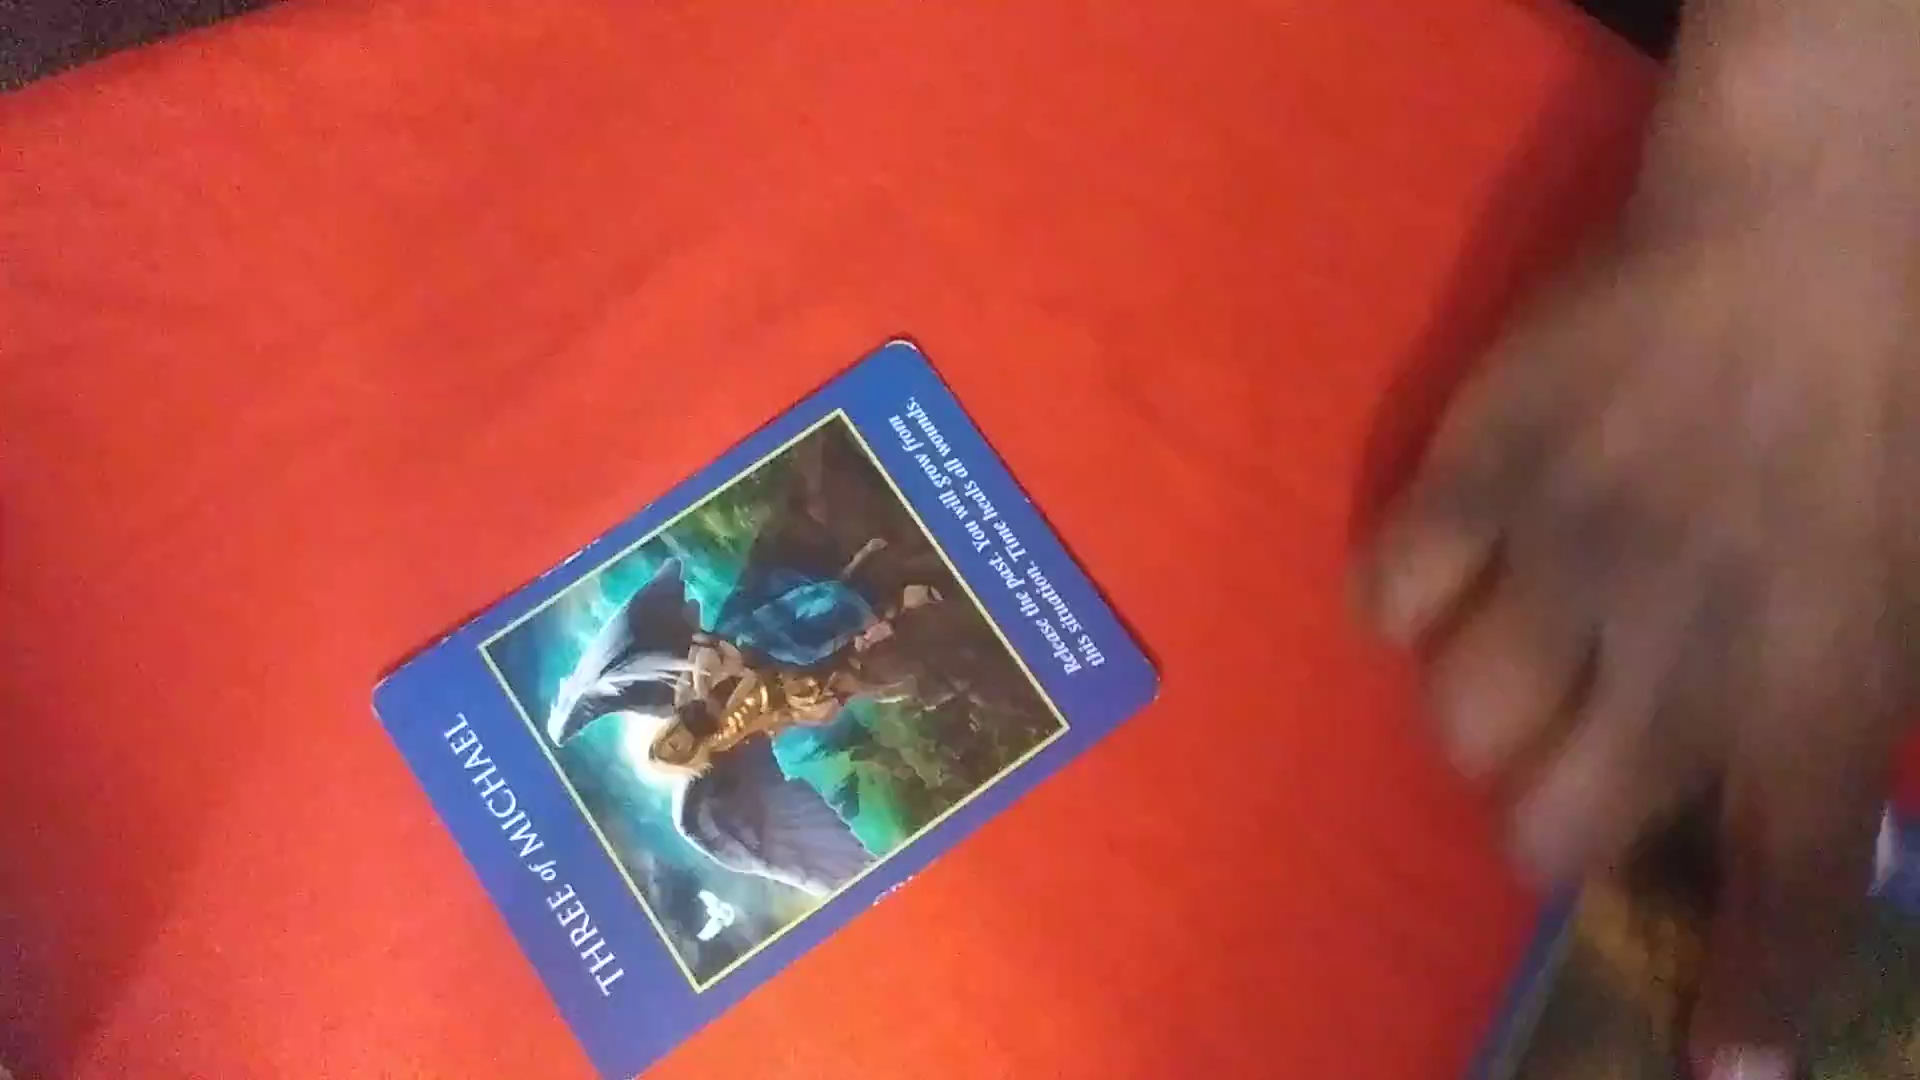 THREE of MICHAEL
Release the past. You will grow from
this situation. Time heals all wounds.